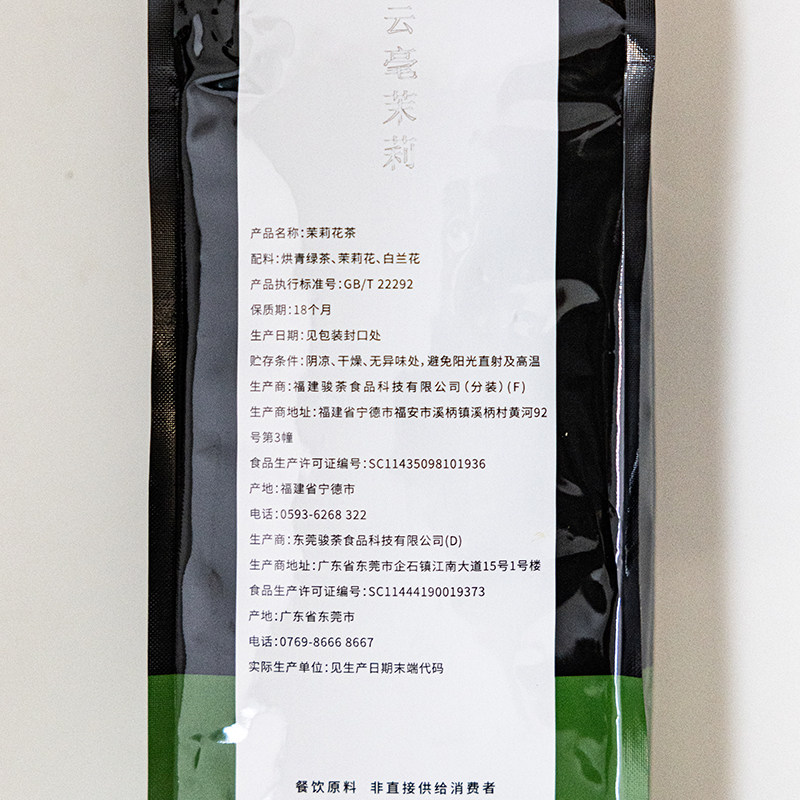 云毫茉莉
产品名称：茉莉花茶
配料：烘青绿茶、茉莉花、白兰花
产品执行标准号：GB/T 22292
保质期：18个月
生产日期：见包装封口处
贮存条件：阴凉、干燥、无异味处，避免阳光直射及高温
生产商：福建骏荼食品科技有限公司（分装）(F)
生产商地址：福建省宁德市福安市溪柄镇溪柄村黄河92
号第3幢
食品生产许可证编号：SC11435098101936
产地：福建省宁德市
电话：0593-6268 322
生产商：东莞骏荼食品科技有限公司(D)
生产商地址：广东省东莞市企石镇江南大道15号1号楼
食品生产许可证编号：SC11444190019373
产地：广东省东莞市
电话：0769-8666 8667
实际生产单位：见生产日期末端代码
餐饮原料 非直接供给消费者